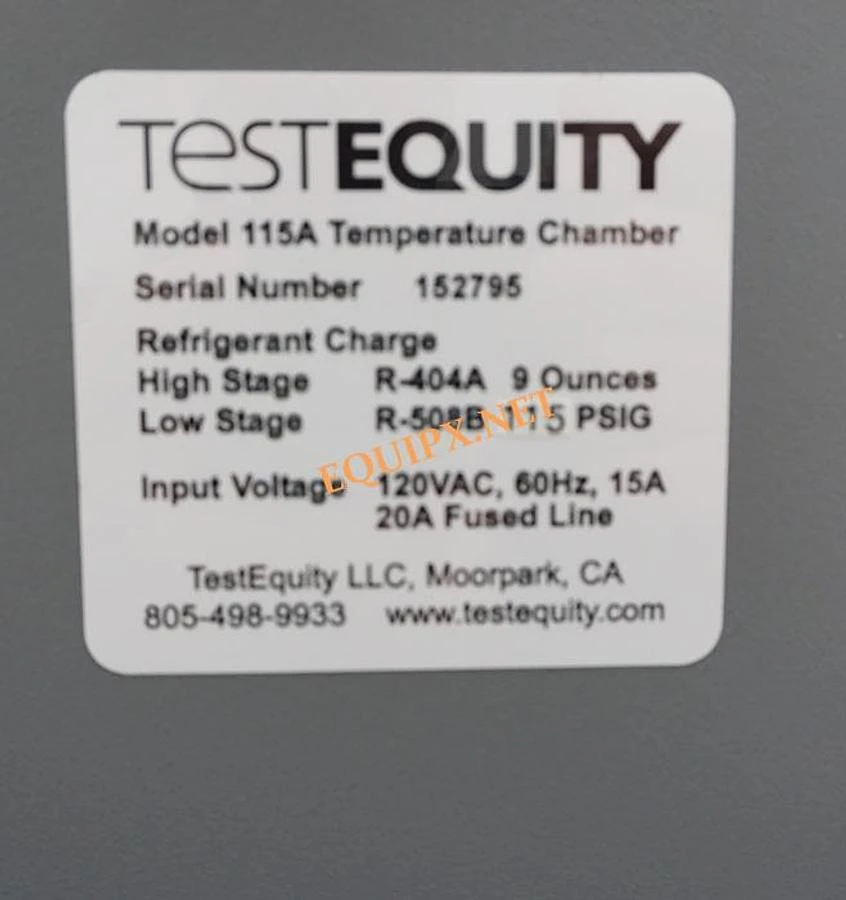 TESTEQUITY
Model 115A Temperature Chamber
Serial Number 152795
Refrigerant Charge
High Stage R-404A 9 Ounces
Low Stage R-508B 115 PSIG
EQUIPX.NET
Input Voltage 120VAC, 60Hz, 15A
20A Fused Line
TestEquity LLC, Moorpark, CA
805-498-9933 www.testequity.com